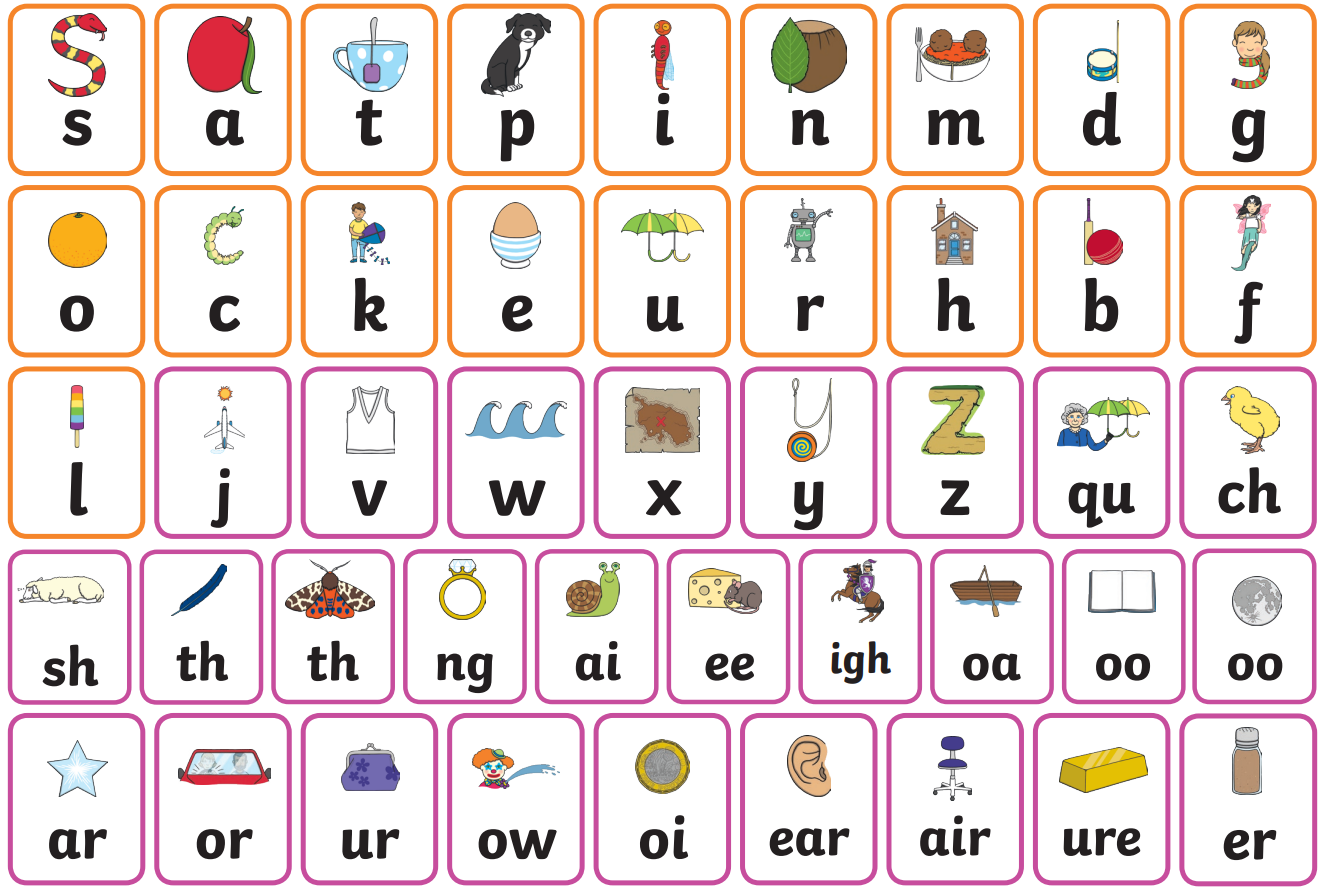 s a t p i n m d g
o c k e u r h b f
l j v w x y z qu ch
sh th th ng ai ee igh oa oo oo
ar or ur ow oi ear air ure er